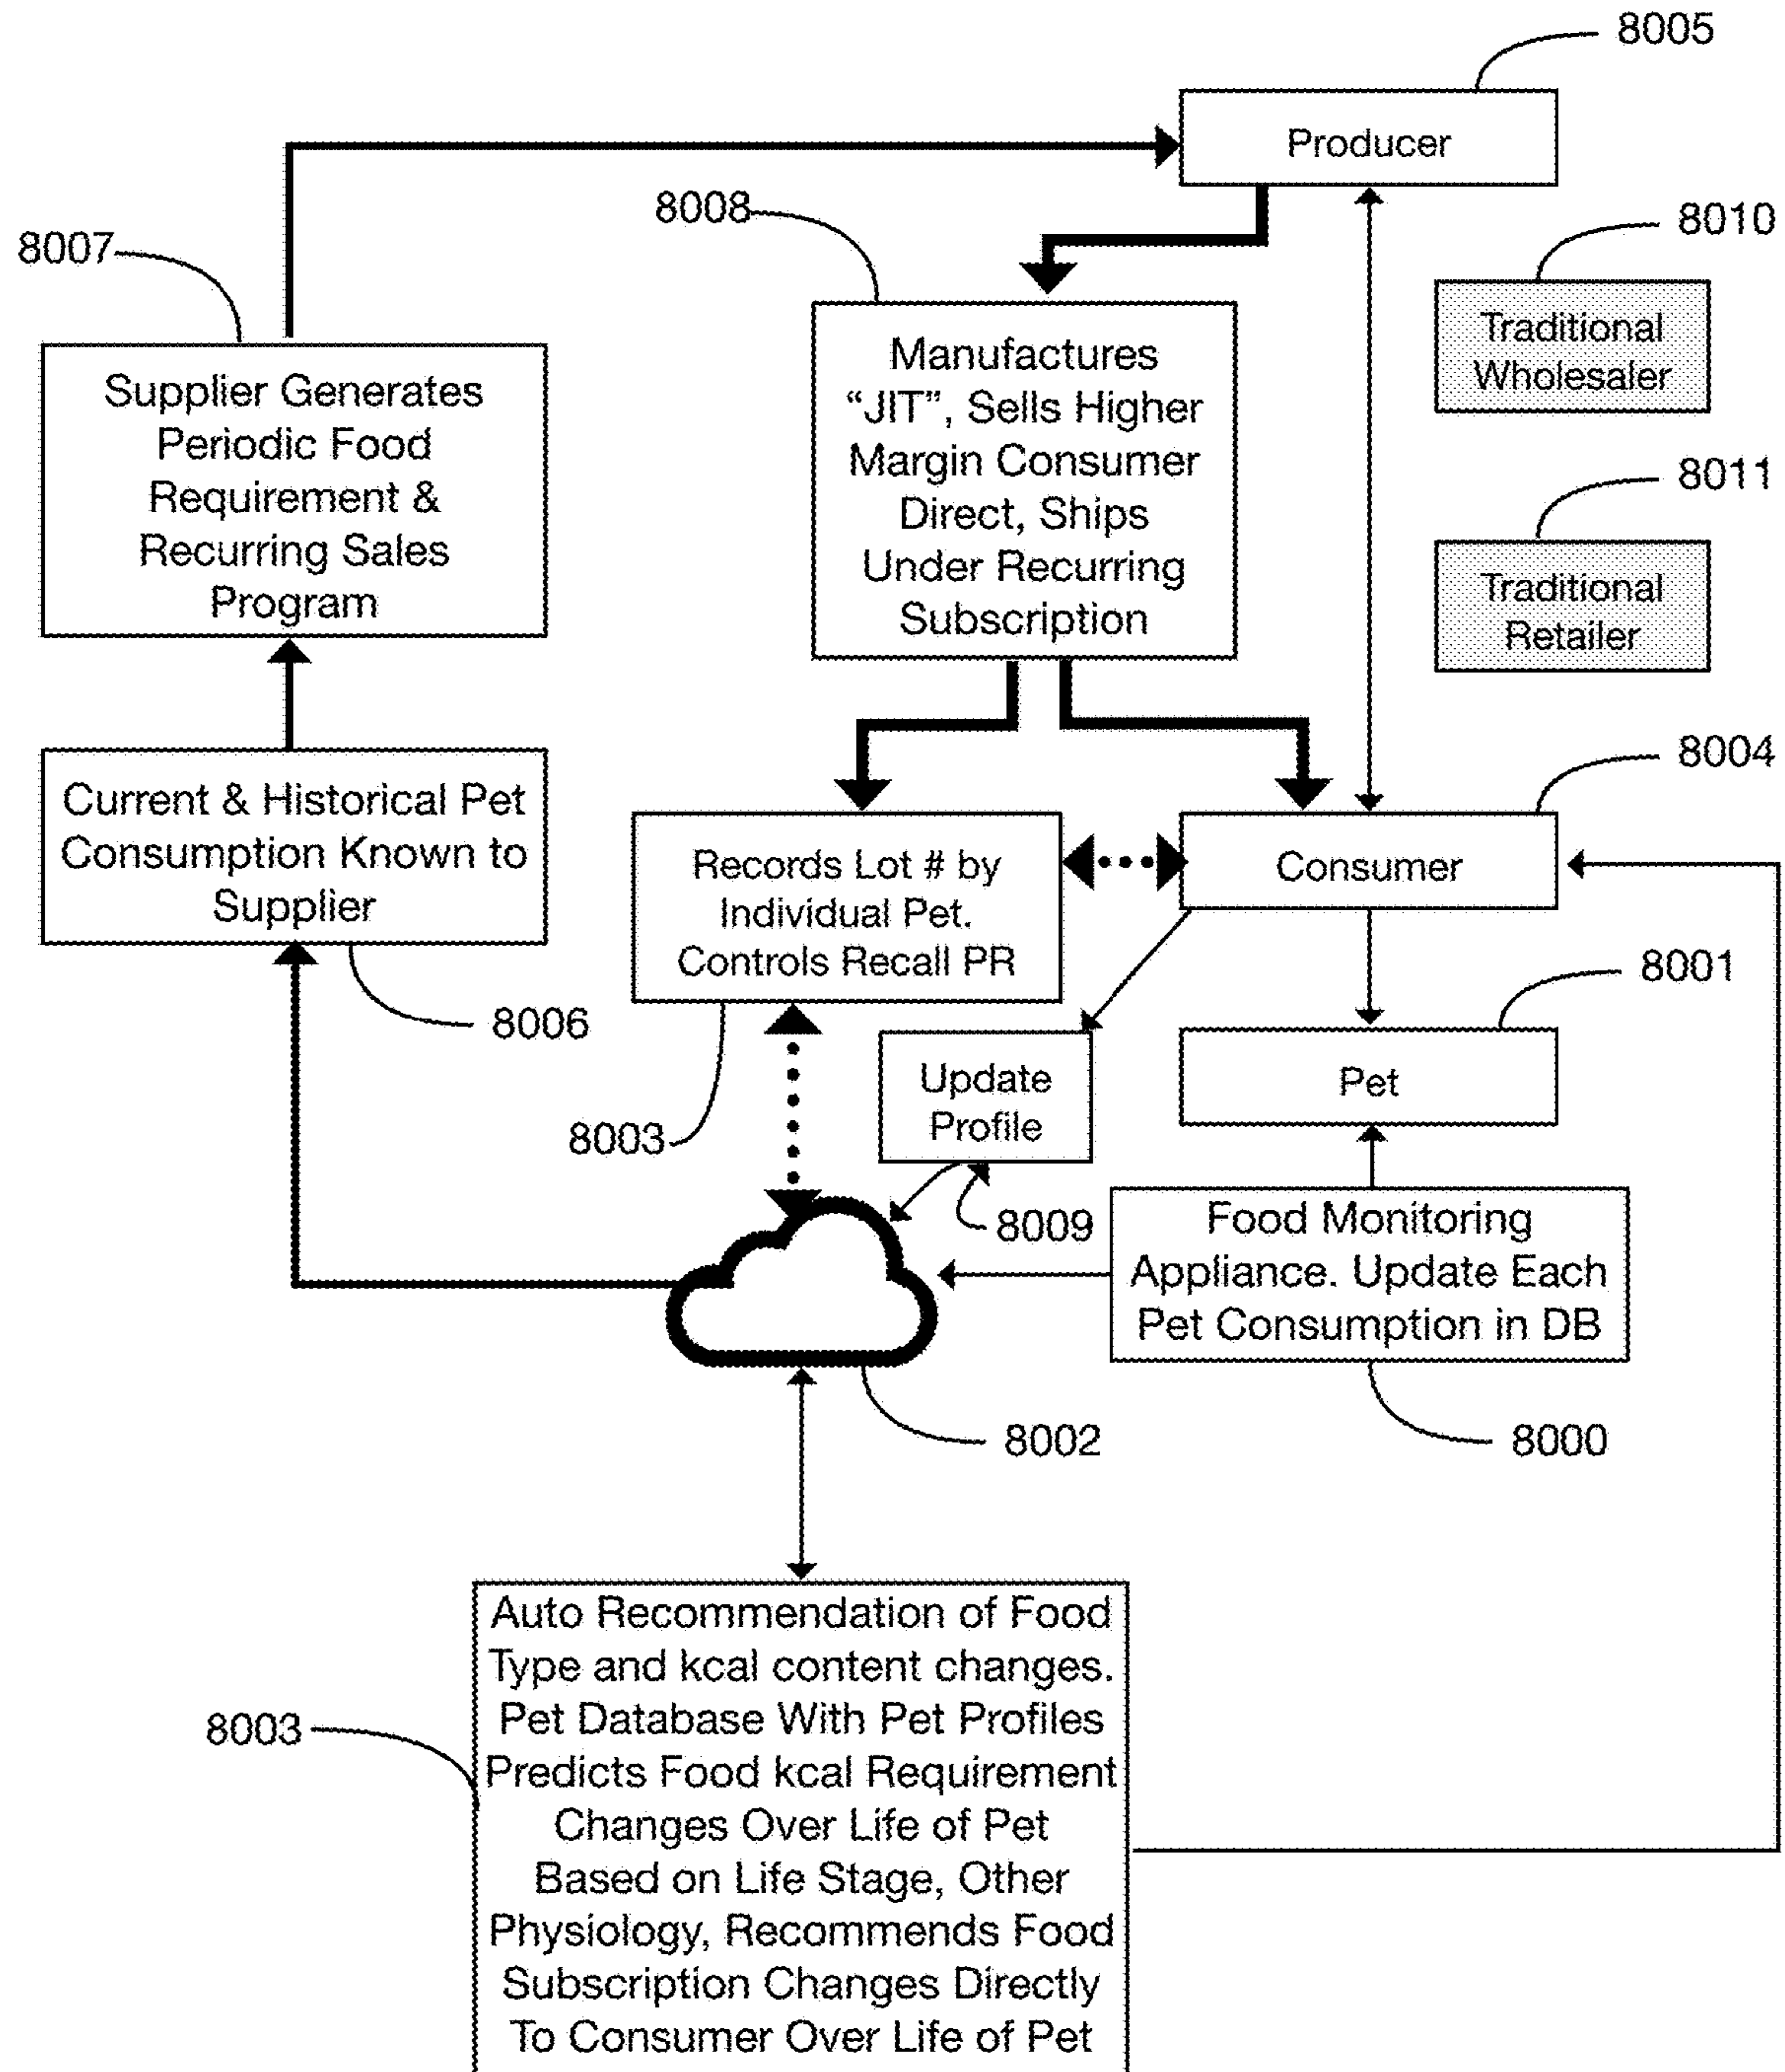 8005
Producer
8008
8010
8007
Traditional
Wholesaler
Manufactures
“JIT”, Sells Higher
Margin Consumer
Direct, Ships
Under Recurring
Subscription
Supplier Generates
Periodic Food
Requirement &
Recurring Sales
Program
8011
Traditional
Retailer
8004
Current & Historical Pet
Consumption Known to
Supplier
Records Lot # by
Individual Pet.
Controls Recall PR
Consumer
8001
8006
Update
Profile
Pet
8003
8009
Food Monitoring
Appliance. Update Each
Pet Consumption in DB
8002
8000
Auto Recommendation of Food
Type and kcal content changes.
Pet Database With Pet Profiles
Predicts Food kcal Requirement
Changes Over Life of Pet
Based on Life Stage, Other
Physiology, Recommends Food
Subscription Changes Directly
To Consumer Over Life of Pet
8003